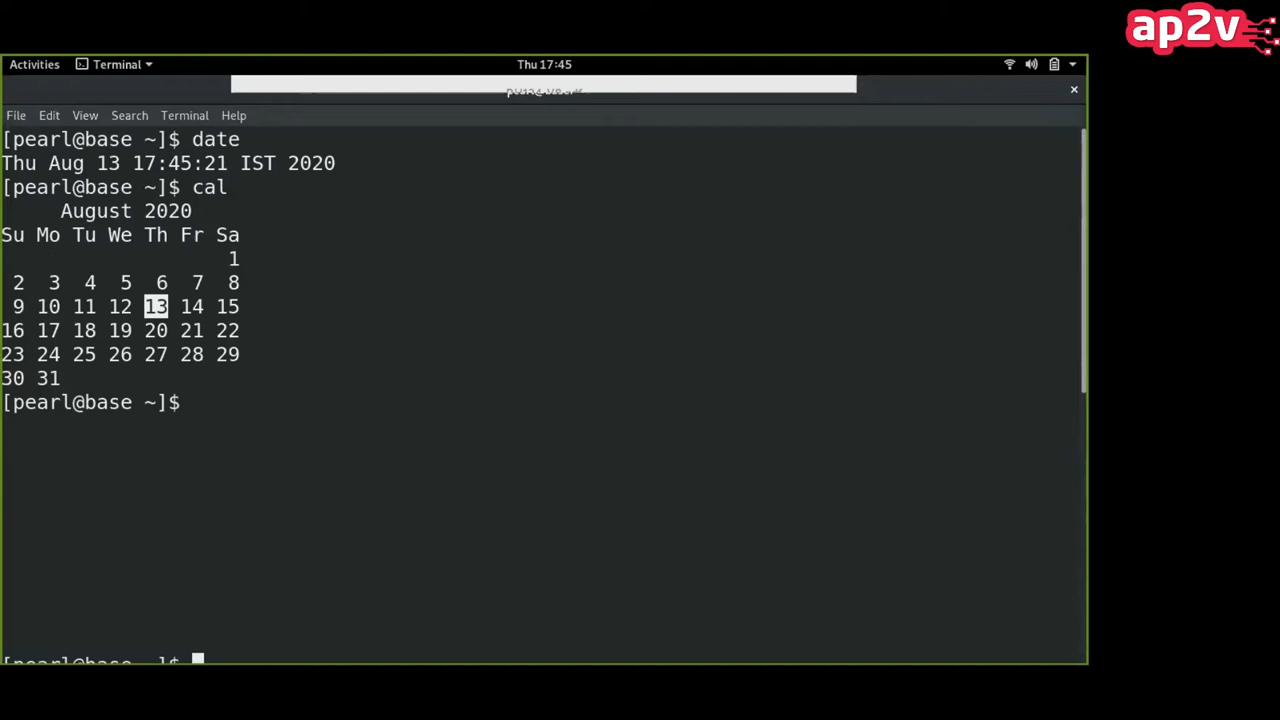 ap2v
Activities Terminal Thu 17:45
File Edit View Search Terminal Help
[pearl@base ~]$ date
Thu Aug 13 17:45:21 IST 2020
[pearl@base ~]$ cal
August 2020
Su Mo Tu We Th Fr Sa
1
2 3 4 5 6 7 8
9 10 11 12 13 14 15
16 17 18 19 20 21 22
23 24 25 26 27 28 29
30 31
[pearl@base ~]$
[pearl@base ~]$